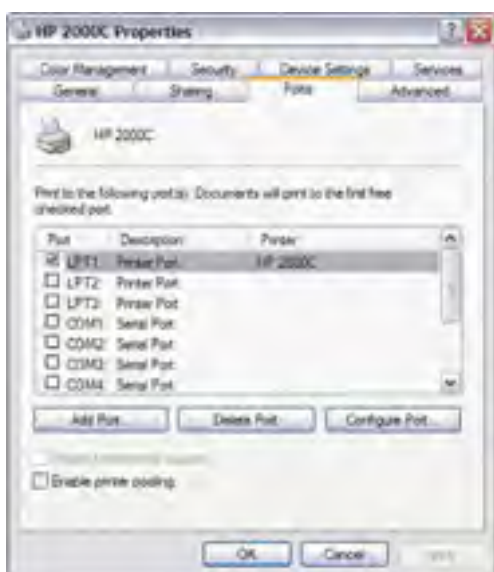 HP 2000C Properties
Color Management Security Device Settings Services
General Sharing Ports Advanced
HP 2000C
Print to the following port(s). Documents will print to the first free
checked port.
Port Description Printer
LPT1: Printer Port HP 2000C
LPT2: Printer Port
LPT3: Printer Port
COM1: Serial Port
COM2: Serial Port
COM3: Serial Port
COM4: Serial Port
Add Port... Delete Port Configure Port...
Enable printer pooling
OK Cancel Apply